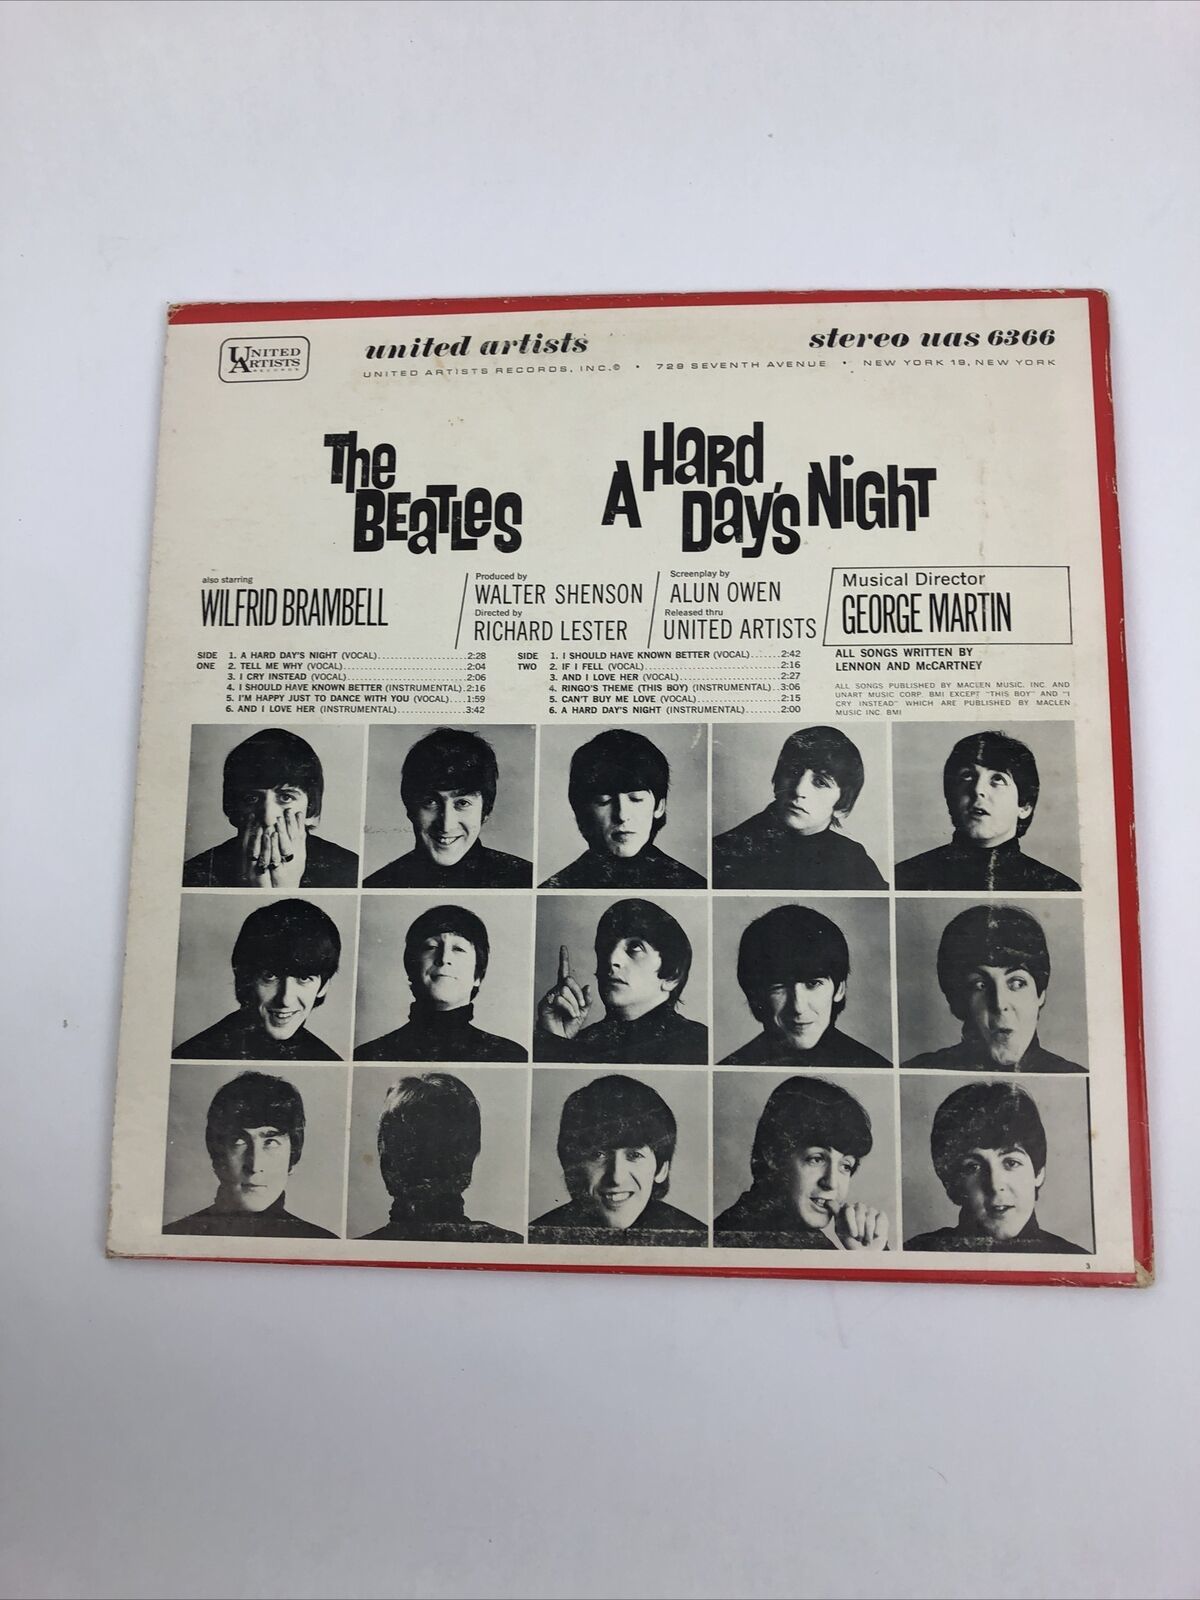 UNITED ARTISTS RECORDS
united artists
stereo uas 6366
UNITED ARTISTS RECORDS, INC.© • 729 SEVENTH AVENUE • NEW YORK 19, NEW YORK
The BEATLES
A HARD DAY'S NIGHT
also starring
WILFRID BRAMBELL
Produced by
WALTER SHENSON
Directed by
RICHARD LESTER
Screenplay by
ALUN OWEN
Released thru
UNITED ARTISTS
Musical Director
GEORGE MARTIN
SIDE ONE
1. A HARD DAY'S NIGHT (VOCAL)..................2:28
2. TELL ME WHY (VOCAL)..................2:04
3. I CRY INSTEAD (VOCAL)..................2:06
4. I SHOULD HAVE KNOWN BETTER (INSTRUMENTAL).2:16
5. I'M HAPPY JUST TO DANCE WITH YOU (VOCAL)....1:59
6. AND I LOVE HER (INSTRUMENTAL)..............3:42
SIDE TWO
1. I SHOULD HAVE KNOWN BETTER (VOCAL).......2:42
2. IF I FELL (VOCAL)..................2:16
3. AND I LOVE HER (VOCAL)..................2:27
4. RINGO'S THEME (THIS BOY) (INSTRUMENTAL)....3:06
5. CAN'T BUY ME LOVE (VOCAL)..................2:15
6. A HARD DAY'S NIGHT (INSTRUMENTAL)........2:00
ALL SONGS WRITTEN BY
LENNON AND McCARTNEY
ALL SONGS PUBLISHED BY MACLEN MUSIC, INC. AND
UNART MUSIC CORP. BMI EXCEPT "THIS BOY" AND "I
CRY INSTEAD" WHICH ARE PUBLISHED BY MACLEN
MUSIC INC. BMI
3